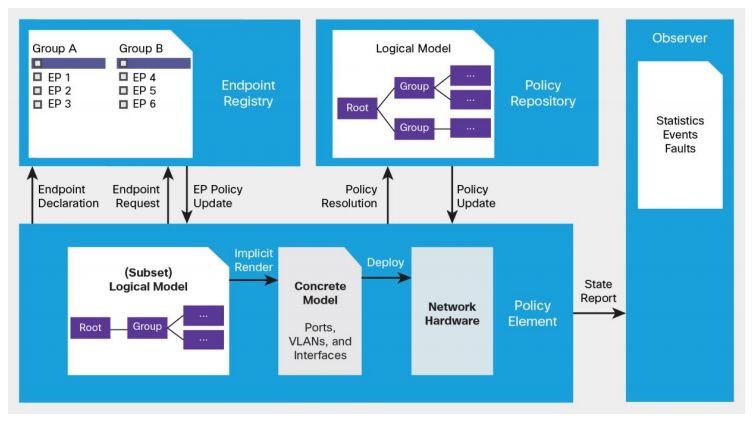 Group A
EP 1
EP 2
EP 3
Group B
EP 4
EP 5
EP 6
Endpoint
Registry
Logical Model
Root
Group
...
...
Group
...
Policy
Repository
Observer
Statistics
Events
Faults
Endpoint
Declaration
Endpoint
Request
EP Policy
Update
Policy
Resolution
Policy
Update
(Subset)
Logical Model
Root
Group
...
...
Implicit
Render
Concrete
Model
Ports,
VLANs, and
Interfaces
Deploy
Network
Hardware
Policy
Element
State
Report